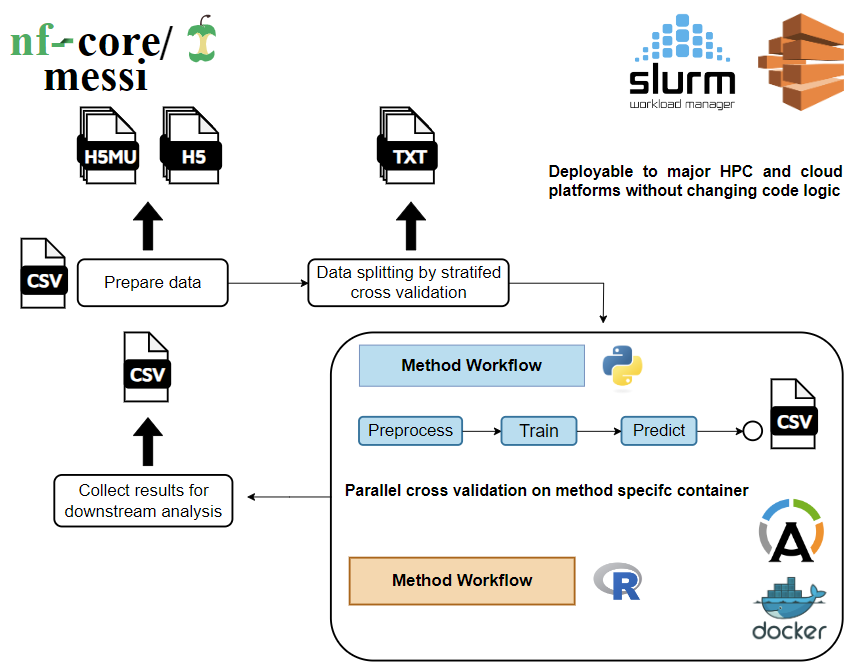 nf-core/
messi
slurm
workload manager
H5MU
H5
TXT
Deployable to major HPC and cloud
platforms without changing code logic
CSV
Prepare data
Data splitting by stratifed
cross validation
CSV
Method Workflow
Preprocess
Train
Predict
CSV
Collect results for
downstream analysis
Parallel cross validation on method specifc container
A
Method Workflow
R
docker